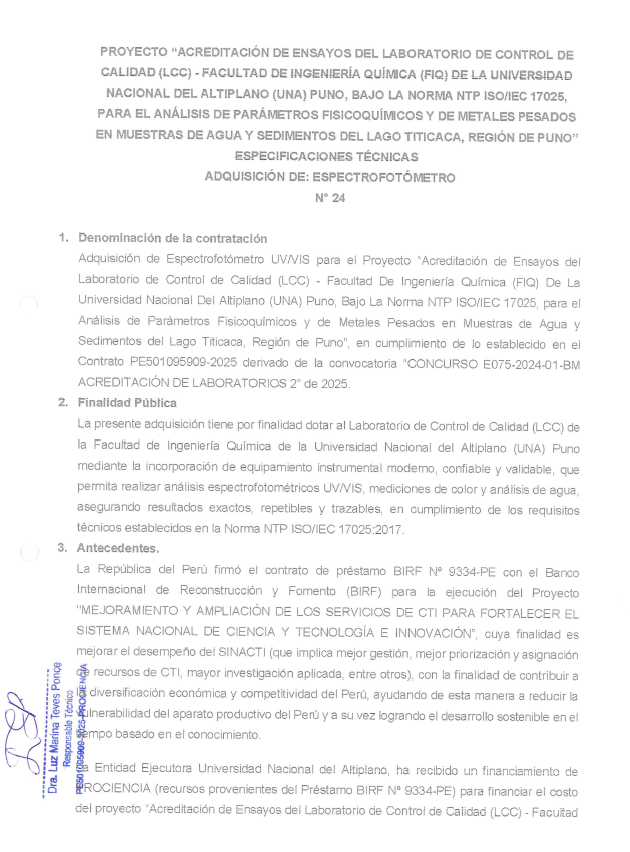 PROYECTO "ACREDITACIÓN DE ENSAYOS DEL LABORATORIO DE CONTROL DE
CALIDAD (LCC) - FACULTAD DE INGENIERÍA QUÍMICA (FIQ) DE LA UNIVERSIDAD
NACIONAL DEL ALTIPLANO (UNA) PUNO, BAJO LA NORMA NTP ISO/IEC 17025,
PARA EL ANÁLISIS DE PARÁMETROS FISICOQUÍMICOS Y DE METALES PESADOS
EN MUESTRAS DE AGUA Y SEDIMENTOS DEL LAGO TITICACA, REGIÓN DE PUNO"
ESPECIFICACIONES TÉCNICAS
ADQUISICIÓN DE: ESPECTROFOTÓMETRO
N° 24
1. Denominación de la contratación
Adquisición de Espectrofotómetro UV/VIS para el Proyecto "Acreditación de Ensayos del
Laboratorio de Control de Calidad (LCC) - Facultad De Ingeniería Química (FIQ) De La
Universidad Nacional Del Altiplano (UNA) Puno, Bajo La Norma NTP ISO/IEC 17025, para el
Análisis de Parámetros Fisicoquímicos y de Metales Pesados en Muestras de Agua y
Sedimentos del Lago Titicaca, Región de Puno", en cumplimiento de lo establecido en el
Contrato PE501095909-2025 derivado de la convocatoria "CONCURSO E075-2024-01-BM
ACREDITACIÓN DE LABORATORIOS 2" de 2025.
2. Finalidad Pública
La presente adquisición tiene por finalidad dotar al Laboratorio de Control de Calidad (LCC) de
la Facultad de Ingeniería Química de la Universidad Nacional del Altiplano (UNA) Puno
mediante la incorporación de equipamiento instrumental moderno, confiable y validable, que
permita realizar análisis espectrofotométricos UV/VIS, mediciones de color y análisis de agua,
asegurando resultados exactos, repetibles y trazables, en cumplimiento de los requisitos
técnicos establecidos en la Norma NTP ISO/IEC 17025:2017.
3. Antecedentes.
La República del Perú firmó el contrato de préstamo BIRF Nº 9334-PE con el Banco
Internacional de Reconstrucción y Fomento (BIRF) para la ejecución del Proyecto
"MEJORAMIENTO Y AMPLIACIÓN DE LOS SERVICIOS DE CTI PARA FORTALECER EL
SISTEMA NACIONAL DE CIENCIA Y TECNOLOGÍA E INNOVACIÓN", cuya finalidad es
mejorar el desempeño del SINACTI (que implica mejor gestión, mejor priorización y asignación
de recursos de CTI, mayor investigación aplicada, entre otros), con la finalidad de contribuir a
diversificación económica y competitividad del Perú, ayudando de esta manera a reducir la
vulnerabilidad del aparato productivo del Perú y a su vez logrando el desarrollo sostenible en el
tiempo basado en el conocimiento.
La Entidad Ejecutora Universidad Nacional del Altiplano, ha recibido un financiamiento de
PROCIENCIA (recursos provenientes del Préstamo BIRF Nº 9334-PE) para financiar el costo
del proyecto "Acreditación de Ensayos del Laboratorio de Control de Calidad (LCC) - Facultad
Dra. Luz Marina Teves Ponce
Responsable Técnico
PE501095909-2025-PROCIENCIA